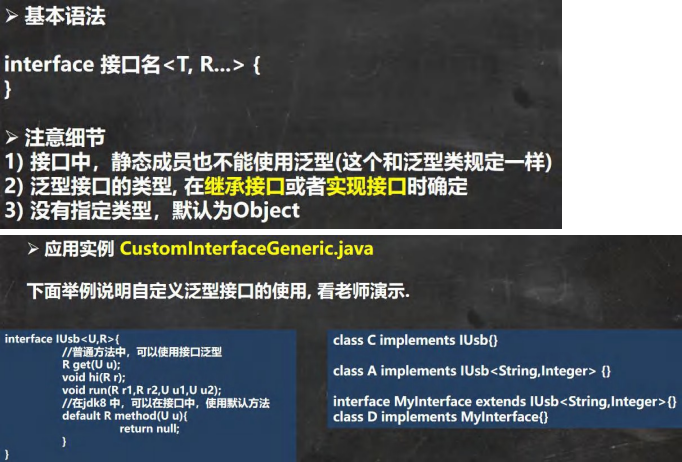 ➢ 基本语法
interface 接口名<T, R...> {
}
➢ 注意细节
1) 接口中，静态成员也不能使用泛型(这个和泛型类规定一样)
2) 泛型接口的类型, 在继承接口或者实现接口时确定
3) 没有指定类型，默认为Object
➢ 应用实例 CustomInterfaceGeneric.java
下面举例说明自定义泛型接口的使用, 看老师演示.
interface IUsb<U,R>{
//普通方法中，可以使用接口泛型
R get(U u);
void hi(R r);
void run(R r1,R r2,U u1,U u2);
//在jdk8 中，可以在接口中，使用默认方法
default R method(U u){
return null;
}
}
class C implements IUsb{}
class A implements IUsb<String,Integer> {}
interface MyInterface extends IUsb<String,Integer>{}
class D implements MyInterface{}